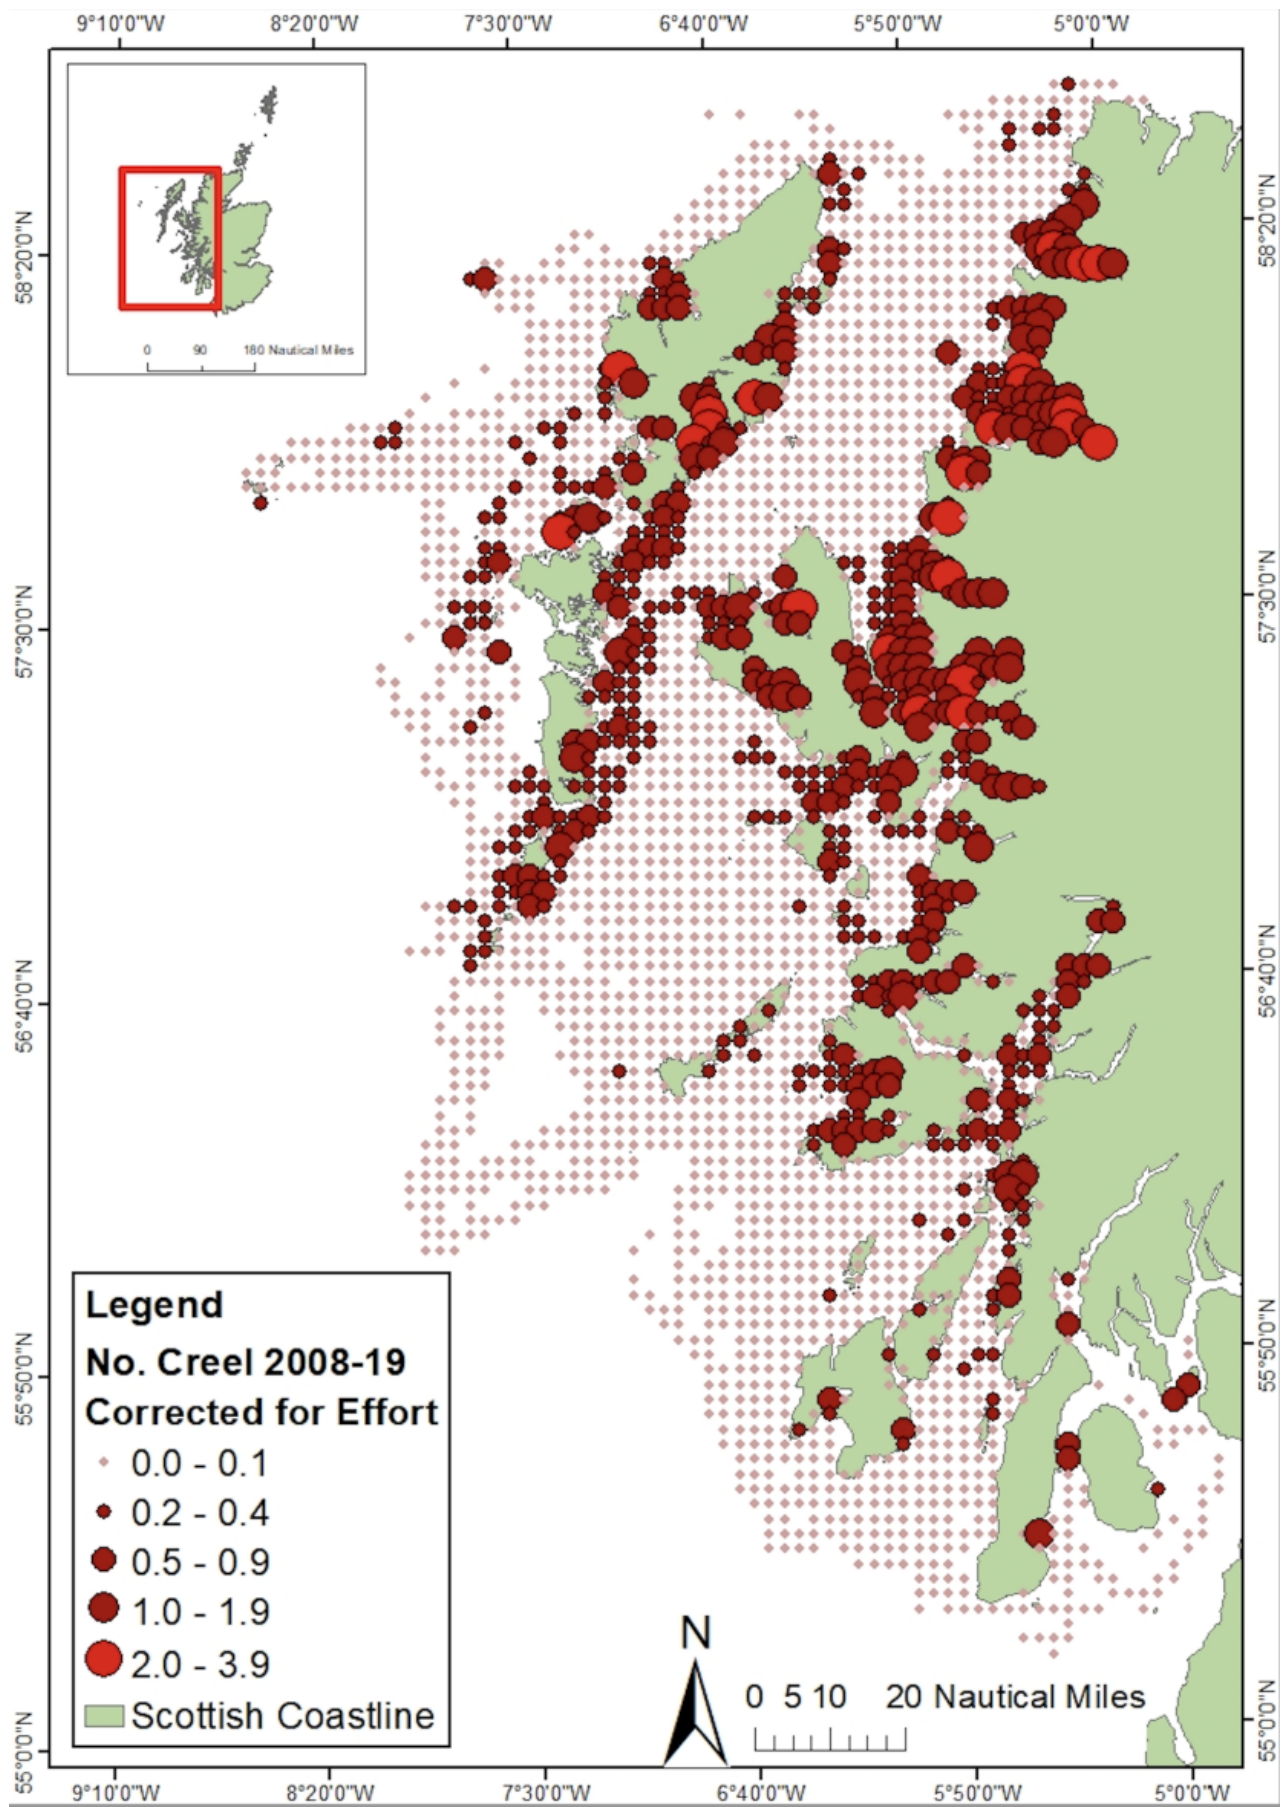 9°10'0"W 8°20'0"W 7°30'0"W 6°40'0"W 5°50'0"W 5°0'0"W
0 90 180 Nautical Miles
58°20'0"N
58°20'0"N
57°30'0"N
57°30'0"N
56°40'0"N
56°40'0"N
55°50'0"N
55°50'0"N
55°0'0"N
55°0'0"N
Legend
No. Creel 2008-19
Corrected for Effort
0.0 - 0.1
0.2 - 0.4
0.5 - 0.9
1.0 - 1.9
2.0 - 3.9
Scottish Coastline
N
0 5 10 20 Nautical Miles
9°10'0"W 8°20'0"W 7°30'0"W 6°40'0"W 5°50'0"W 5°0'0"W